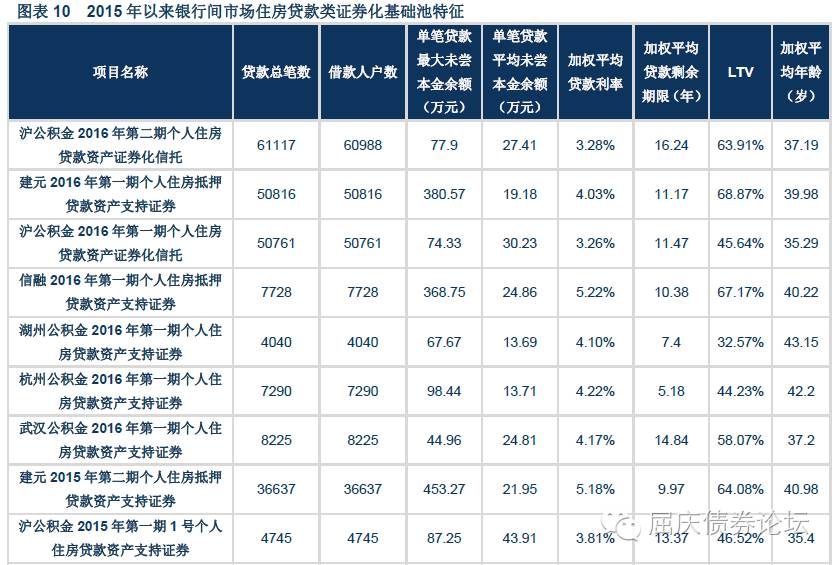 图表 10 2015 年以来银行间市场住房贷款类证券化基础池特征
项目名称 贷款总笔数 借款人户数 单笔贷款最大未尝本金余额（万元） 单笔贷款平均未尝本金余额（万元） 加权平均贷款利率 加权平均贷款剩余期限（年） LTV 加权平均年龄（岁）
沪公积金 2016 年第二期个人住房
贷款资产证券化信托 61117 60988 77.9 27.41 3.28% 16.24 63.91% 37.19
建元 2016 年第一期个人住房抵押
贷款资产支持证券 50816 50816 380.57 19.18 4.03% 11.17 68.87% 39.98
沪公积金 2016 年第一期个人住房
贷款资产证券化信托 50761 50761 74.33 30.23 3.26% 11.47 45.64% 35.29
信融 2016 年第一期个人住房抵押
贷款资产支持证券 7728 7728 368.75 24.86 5.22% 10.38 67.17% 40.22
湖州公积金 2016 年第一期个人住
房贷款资产支持证券 4040 4040 67.67 13.69 4.10% 7.4 32.57% 43.15
杭州公积金 2016 年第一期个人住
房贷款资产支持证券 7290 7290 98.44 13.71 4.22% 5.18 44.23% 42.2
武汉公积金 2016 年第一期个人住
房贷款资产支持证券 8225 8225 44.96 24.81 4.17% 14.84 58.07% 37.2
建元 2015 年第二期个人住房抵押
贷款资产支持证券 36637 36637 453.27 21.95 5.18% 9.97 64.08% 40.98
沪公积金 2015 年第一期 1 号个人
住房贷款资产支持证券 4745 4745 87.25 43.91 3.81% 13.37 46.52% 35.4
屈庆债券论坛